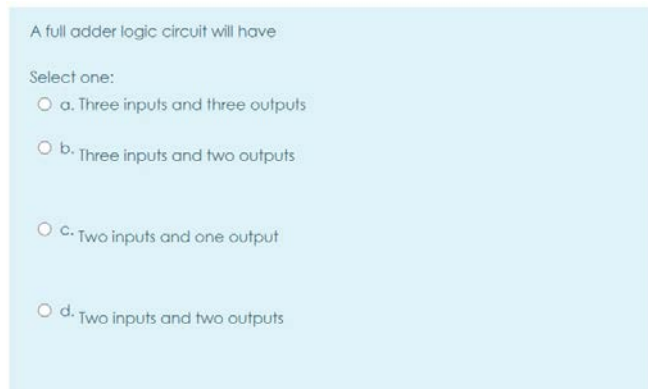 A full adder logic circuit will have
Select one:
a. Three inputs and three outputs
b. Three inputs and two outputs
c. Two inputs and one output
d. Two inputs and two outputs